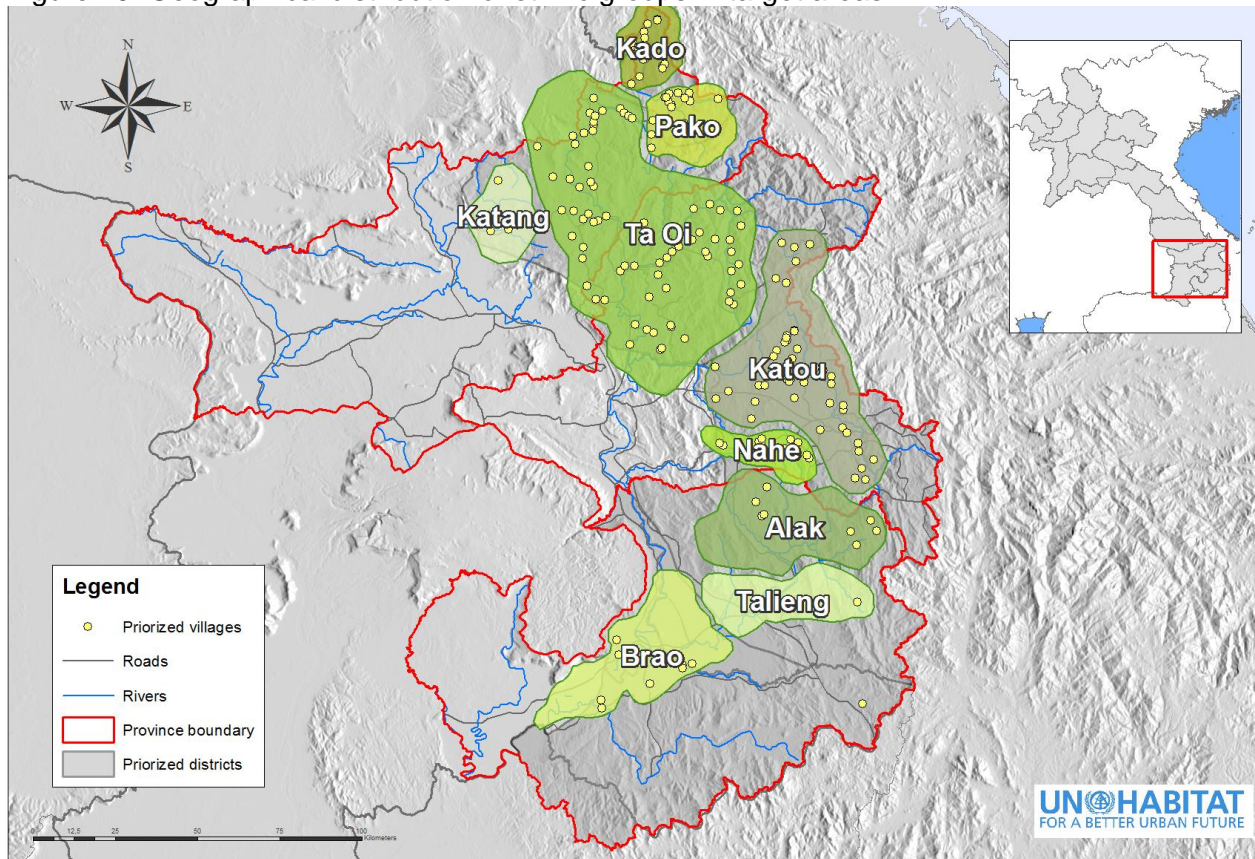 N
W
E
S
Kado
Pako
Katang
Ta Oi
Katou
Nahe
Alak
Talieng
Brao
Legend
Priorized villages
Roads
Rivers
Province boundary
Priorized districts
0 12,5 25 50 75 100
Kilometers
UN HABITAT
FOR A BETTER URBAN FUTURE